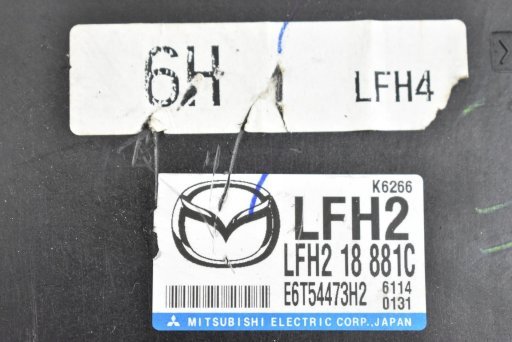 6H LFH4
K6266
LFH2
LFH2 18 881C
E6T54473H2 6114
0131
MITSUBISHI ELECTRIC CORP., JAPAN